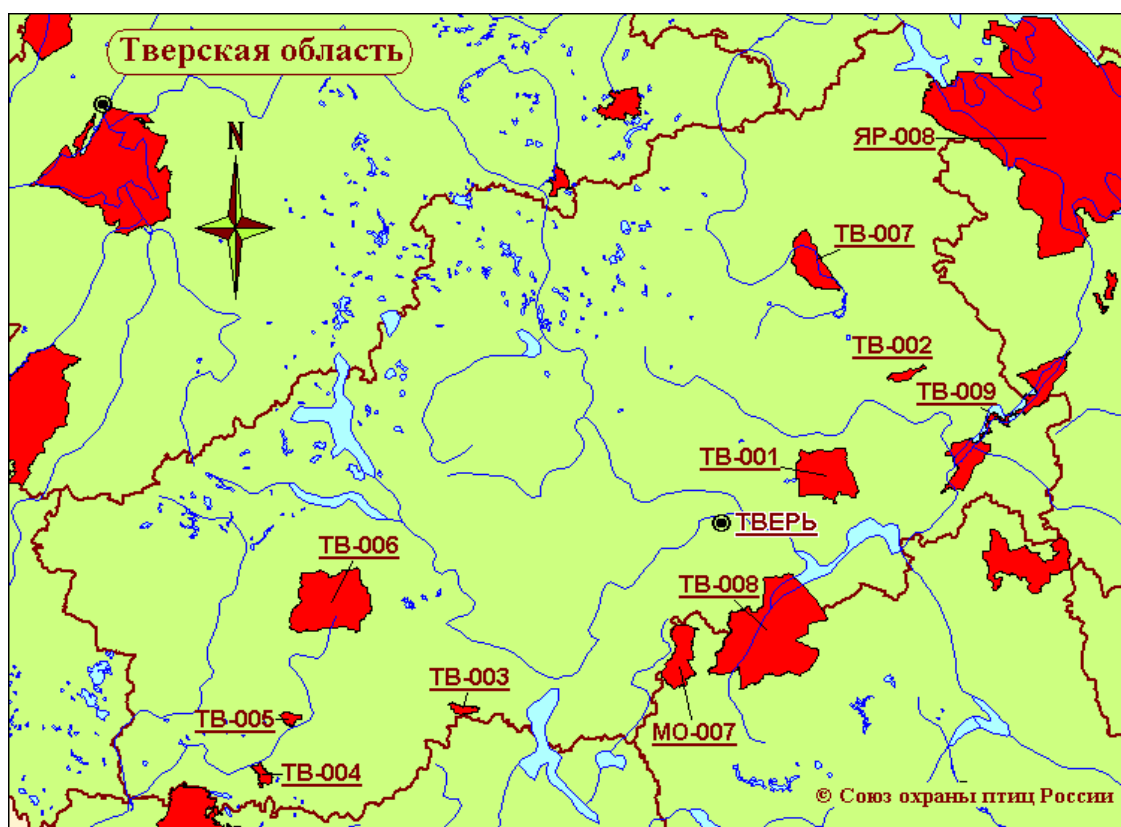 Тверская область
N
ЯР-008
ТВ-007
ТВ-002
ТВ-009
ТВ-001
ТВЕРЬ
ТВ-006
ТВ-008
ТВ-003
ТВ-005
МО-007
ТВ-004
© Союз охраны птиц России